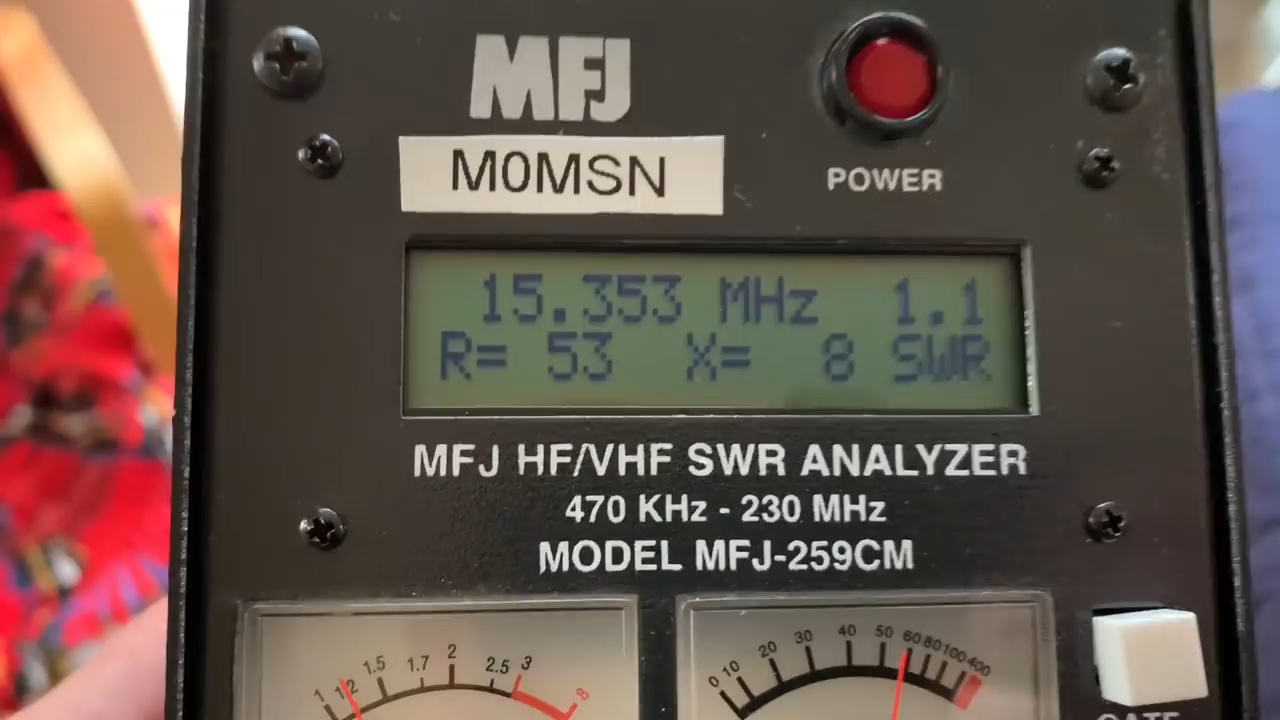 MFJ
M0MSN
POWER
15.353 MHz 1.1
R= 53 X= 8 SWR
MFJ HF/VHF SWR ANALYZER
470 KHz - 230 MHz
MODEL MFJ-259CM
1 1.2 1.5 1.7 2 2.5 3 8
0 10 20 30 40 50 60 80 100 400
GATE